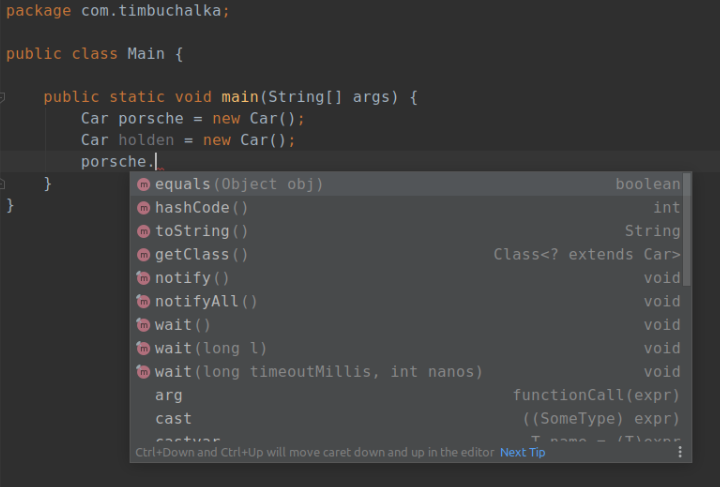 package com.timbuchalka;
public class Main {
public static void main(String[] args) {
Car porsche = new Car();
Car holden = new Car();
porsche.
}
}
equals(Object obj) boolean
hashCode() int
toString() String
getClass() Class<? extends Car>
notify() void
notifyAll() void
wait() void
wait(long l) void
wait(long timeoutMillis, int nanos) void
arg functionCall(expr)
cast ((SomeType) expr)
castvar T name = (T)expr
Ctrl+Down and Ctrl+Up will move caret down and up in the editor Next Tip